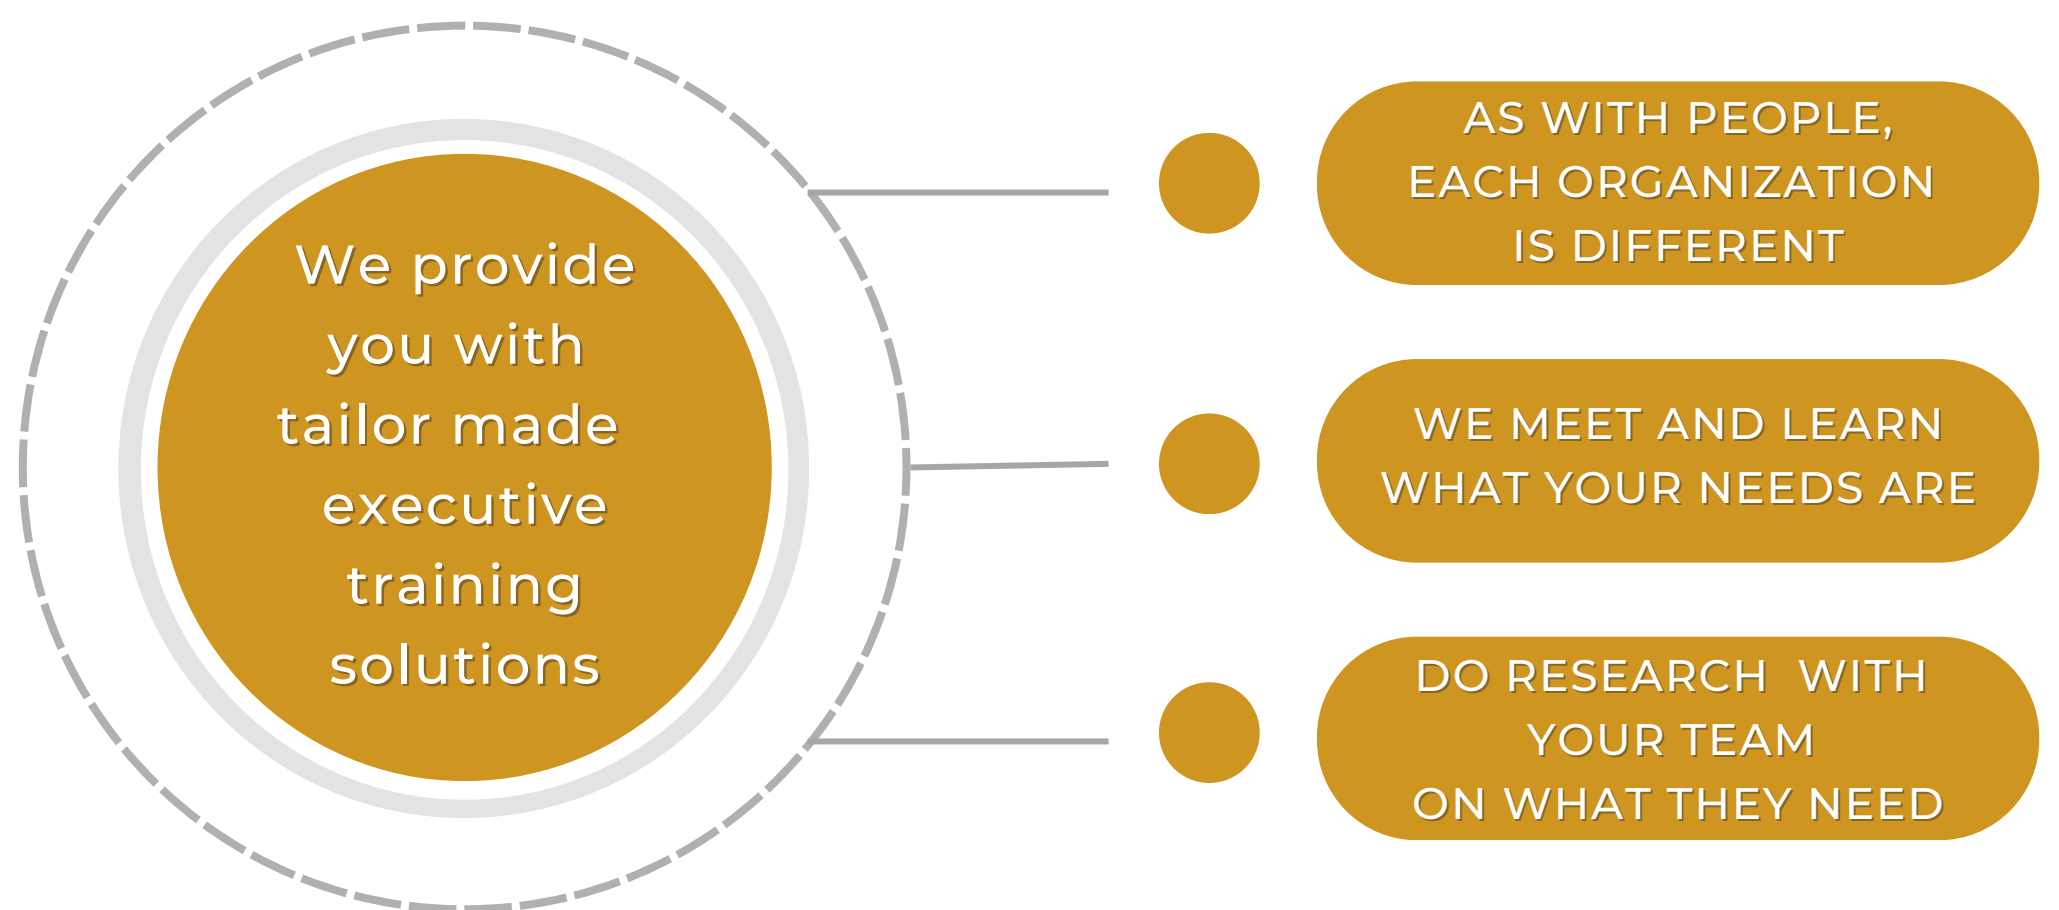 We provide
you with
tailor made
executive
training
solutions
AS WITH PEOPLE,
EACH ORGANIZATION
IS DIFFERENT
WE MEET AND LEARN
WHAT YOUR NEEDS ARE
DO RESEARCH  WITH
YOUR TEAM
ON WHAT THEY NEED